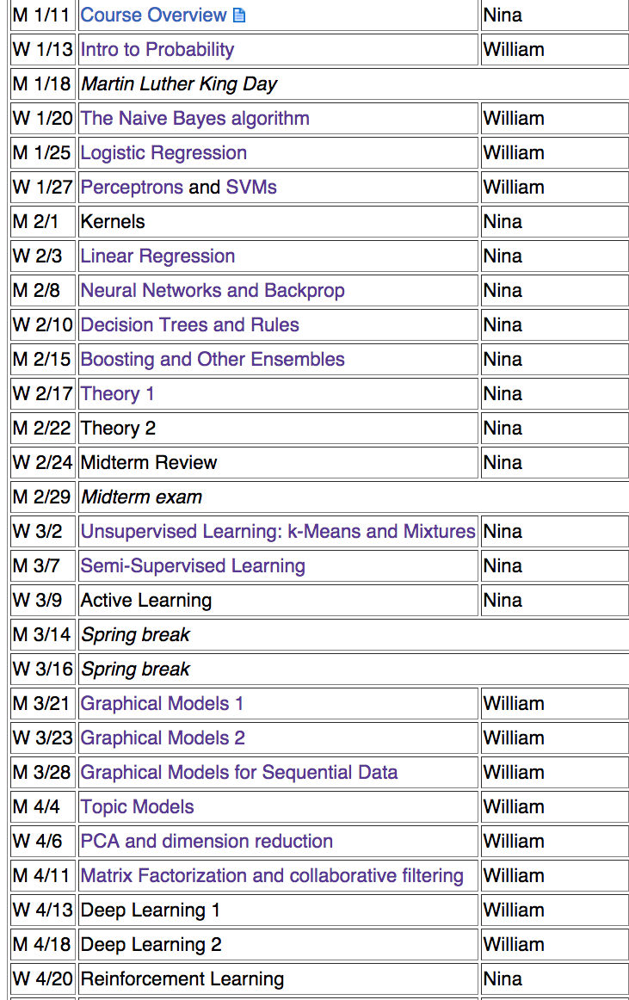 M 1/11 Course Overview Nina
W 1/13 Intro to Probability William
M 1/18 Martin Luther King Day
W 1/20 The Naive Bayes algorithm William
M 1/25 Logistic Regression William
W 1/27 Perceptrons and SVMs William
M 2/1 Kernels Nina
W 2/3 Linear Regression Nina
M 2/8 Neural Networks and Backprop Nina
W 2/10 Decision Trees and Rules Nina
M 2/15 Boosting and Other Ensembles Nina
W 2/17 Theory 1 Nina
M 2/22 Theory 2 Nina
W 2/24 Midterm Review Nina
M 2/29 Midterm exam
W 3/2 Unsupervised Learning: k-Means and Mixtures Nina
M 3/7 Semi-Supervised Learning Nina
W 3/9 Active Learning Nina
M 3/14 Spring break
W 3/16 Spring break
M 3/21 Graphical Models 1 William
W 3/23 Graphical Models 2 William
M 3/28 Graphical Models for Sequential Data William
M 4/4 Topic Models William
W 4/6 PCA and dimension reduction William
M 4/11 Matrix Factorization and collaborative filtering William
W 4/13 Deep Learning 1 William
M 4/18 Deep Learning 2 William
W 4/20 Reinforcement Learning Nina